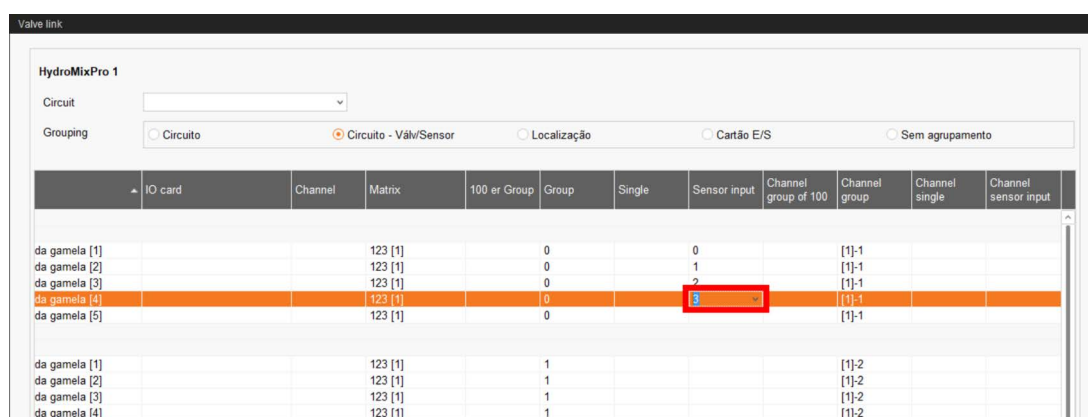 Valve link
HydroMixPro 1
Circuit
Grouping Circuito Circuito - Válv/Sensor Localização Cartão E/S Sem agrupamento
IO card Channel Matrix 100 er Group Group Single Sensor input Channel group of 100 Channel group Channel single Channel sensor input
da gamela [1] 123 [1] 0 0 [1]-1
da gamela [2] 123 [1] 0 1 [1]-1
da gamela [3] 123 [1] 0 2 [1]-1
da gamela [4] 123 [1] 0 3 [1]-1
da gamela [5] 123 [1] 0 [1]-1
da gamela [1] 123 [1] 1 [1]-2
da gamela [2] 123 [1] 1 [1]-2
da gamela [3] 123 [1] 1 [1]-2
da gamela [4] 123 [1] 1 [1]-2